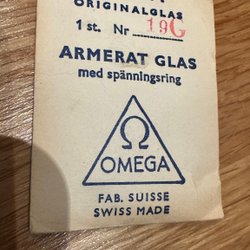 ORIGINALGLAS
1 st. Nr 19G
ARMERAT GLAS
med spänningsring
Ω
OMEGA
FAB. SUISSE
SWISS MADE